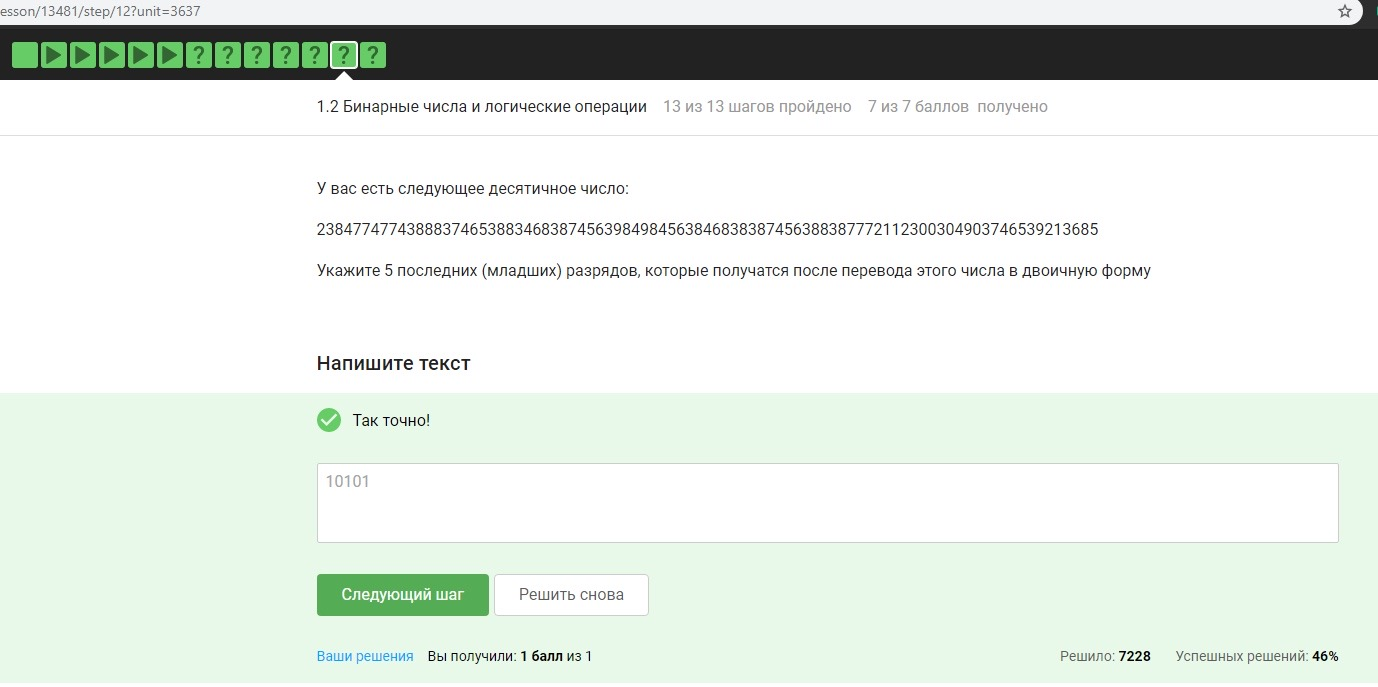 esson/13481/step/12?unit=3637
? ? ? ? ? ? ?
1.2 Бинарные числа и логические операции 13 из 13 шагов пройдено 7 из 7 баллов получено
У вас есть следующее десятичное число:
23847747743888374653883468387456398498456384683838745638838777211230030490374653921​3685
Укажите 5 последних (младших) разрядов, которые получатся после перевода этого числа в двоичную форму
Напишите текст
Так точно!
10101
Следующий шаг Решить снова
Ваши решения Вы получили: 1 балл из 1 Решило: 7228 Успешных решений: 46%